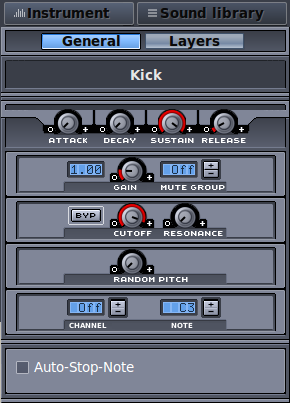 Instrument Sound library
General Layers
Kick
ATTACK DECAY SUSTAIN RELEASE
1.00 Off
GAIN MUTE GROUP
BYP
CUTOFF RESONANCE
RANDOM PITCH
Off C3
CHANNEL NOTE
Auto-Stop-Note